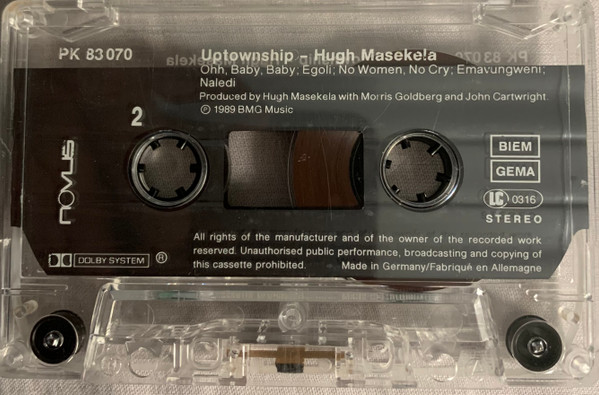 PK 83 070
Uptownship - Hugh Masekela
Ohh, Baby, Baby; Egoli; No Women, No Cry; Emavungweni;
Naledi
Produced by Hugh Masekela with Morris Goldberg and John Cartwright.
℗ 1989 BMG Music
2
NOVUS
BIEM
GEMA
LC 0316
STEREO
All rights of the manufacturer and of the owner of the recorded work
reserved. Unauthorised public performance, broadcasting and copying of
this cassette prohibited. Made in Germany/Fabriqué en Allemagne
DOLBY SYSTEM ®